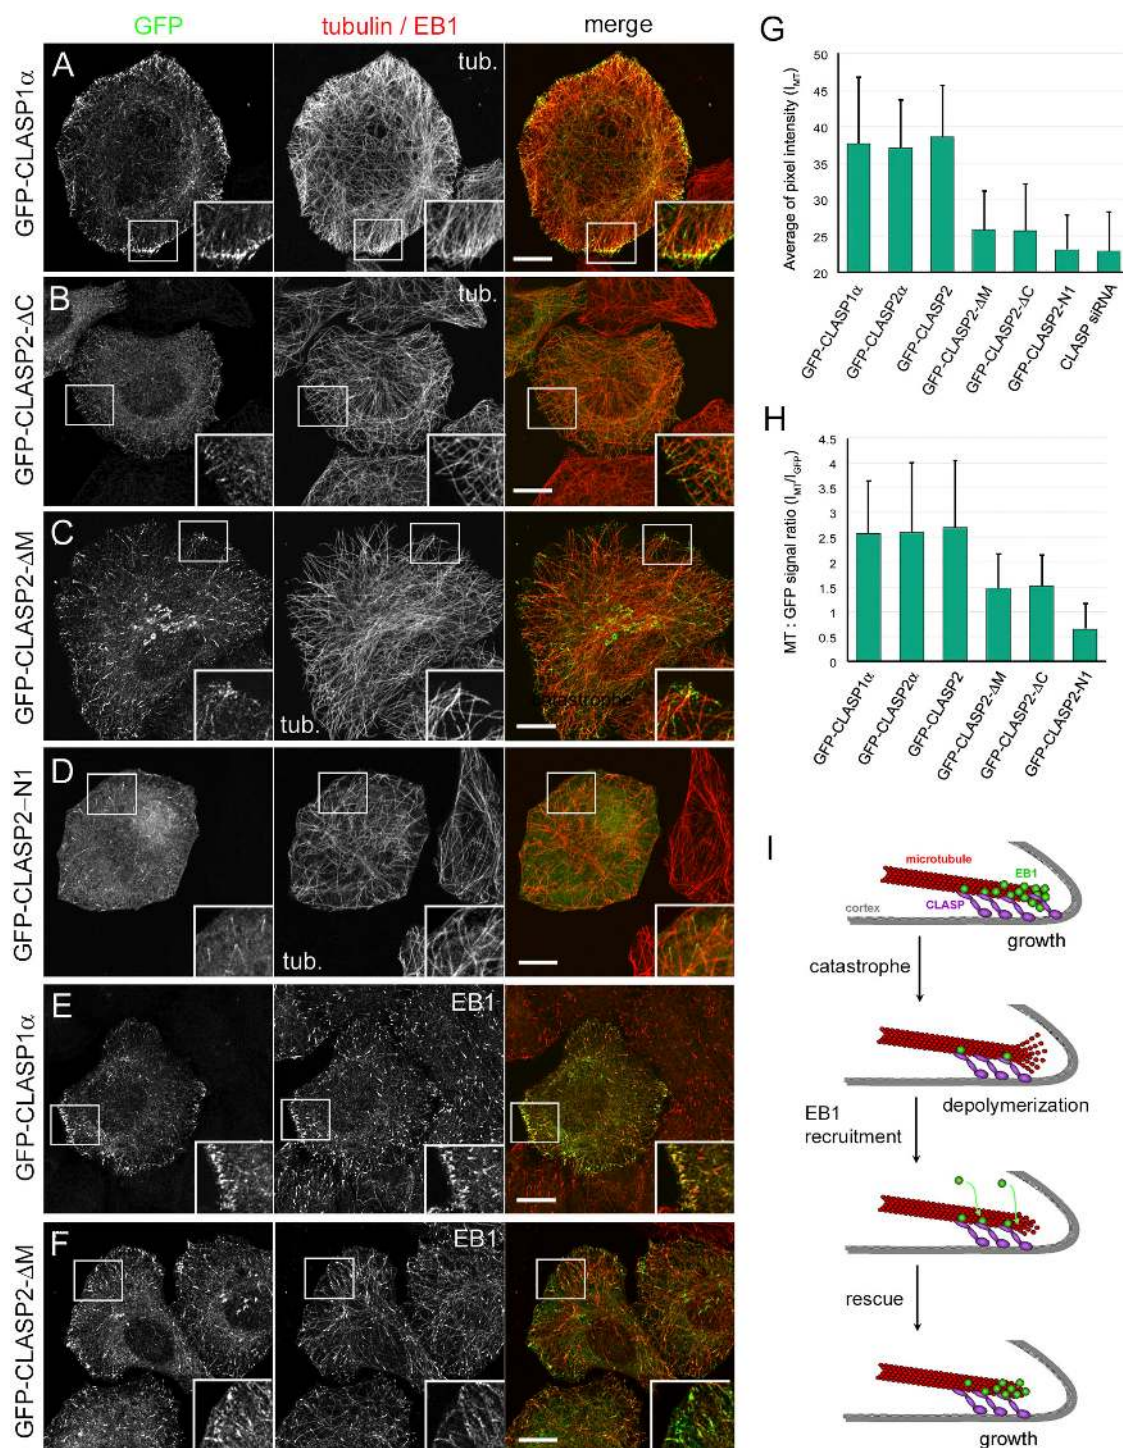 GFP
tubulin / EB1
merge
A
GFP-CLASP1α
tub.
B
GFP-CLASP2-ΔC
tub.
C
GFP-CLASP2-ΔM
tub.
catastrophe
D
GFP-CLASP2–N1
tub.
E
GFP-CLASP1α
EB1
F
GFP-CLASP2-ΔM
EB1
G
Average of pixel intensity (I_MT)
50
45
40
35
30
25
20
GFP-CLASP1α
GFP-CLASP2α
GFP-CLASP2
GFP-CLASP2-ΔM
GFP-CLASP2-ΔC
GFP-CLASP2-N1
CLASP siRNA
H
MT : GFP signal ratio (I_MT/I_GFP)
4.5
4
3.5
3
2.5
2
1.5
1
0.5
0
GFP-CLASP1α
GFP-CLASP2α
GFP-CLASP2
GFP-CLASP2-ΔM
GFP-CLASP2-ΔC
GFP-CLASP2-N1
I
microtubule
EB1
cortex
CLASP
growth
catastrophe
depolymerization
EB1
recruitment
rescue
growth